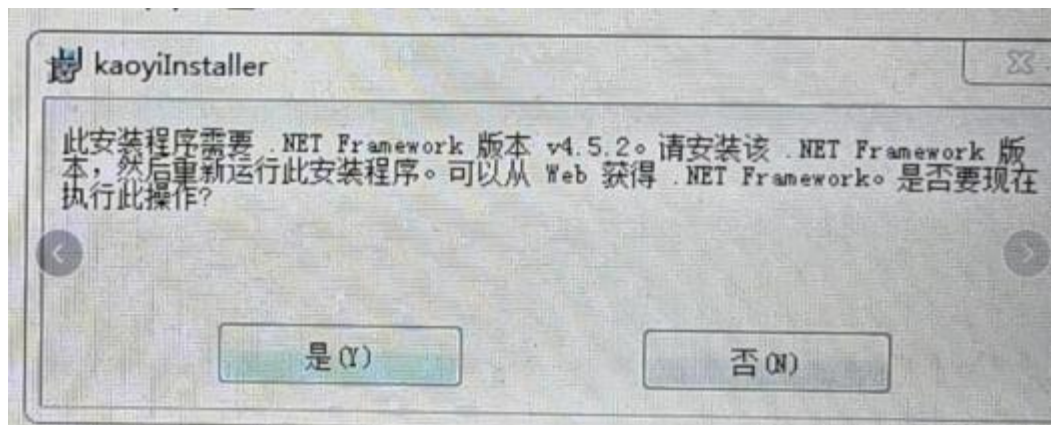 kaoyiInstaller
此安装程序需要 .NET Framework 版本 v4.5.2。请安装该 .NET Framework 版
本，然后重新运行此安装程序。可以从 Web 获得 .NET Framework。是否要现在
执行此操作?
是(Y)
否(N)